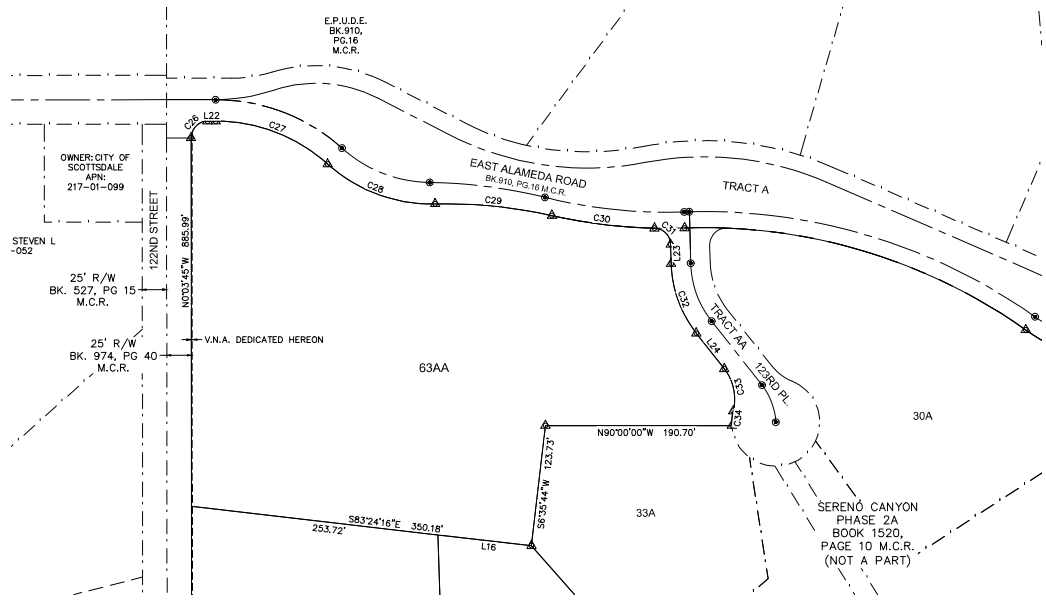 E.P.U.D.E.
BK.910,
PG.16
M.C.R.
C26
L22
C27
OWNER: CITY OF
SCOTTSDALE
APN:
217-01-099
122ND STREET
STEVEN L
-052
25' R/W
BK. 527, PG 15
M.C.R.
25' R/W
BK. 974, PG 40
M.C.R.
N0°03'45"W 885.99'
V.N.A. DEDICATED HEREON
C28
C29
EAST ALAMEDA ROAD
BK.910, PG.16 M.C.R.
C30
TRACT A
C31
L23
C32
TRACT AA
123RD PL.
L24
C33
C34
63AA
30A
N90°00'00"W 190.70'
S6°35'44"W 123.73'
33A
S83°24'16"E 350.18'
253.72'
L16
SERENO CANYON
PHASE 2A
BOOK 1520,
PAGE 10 M.C.R.
(NOT A PART)